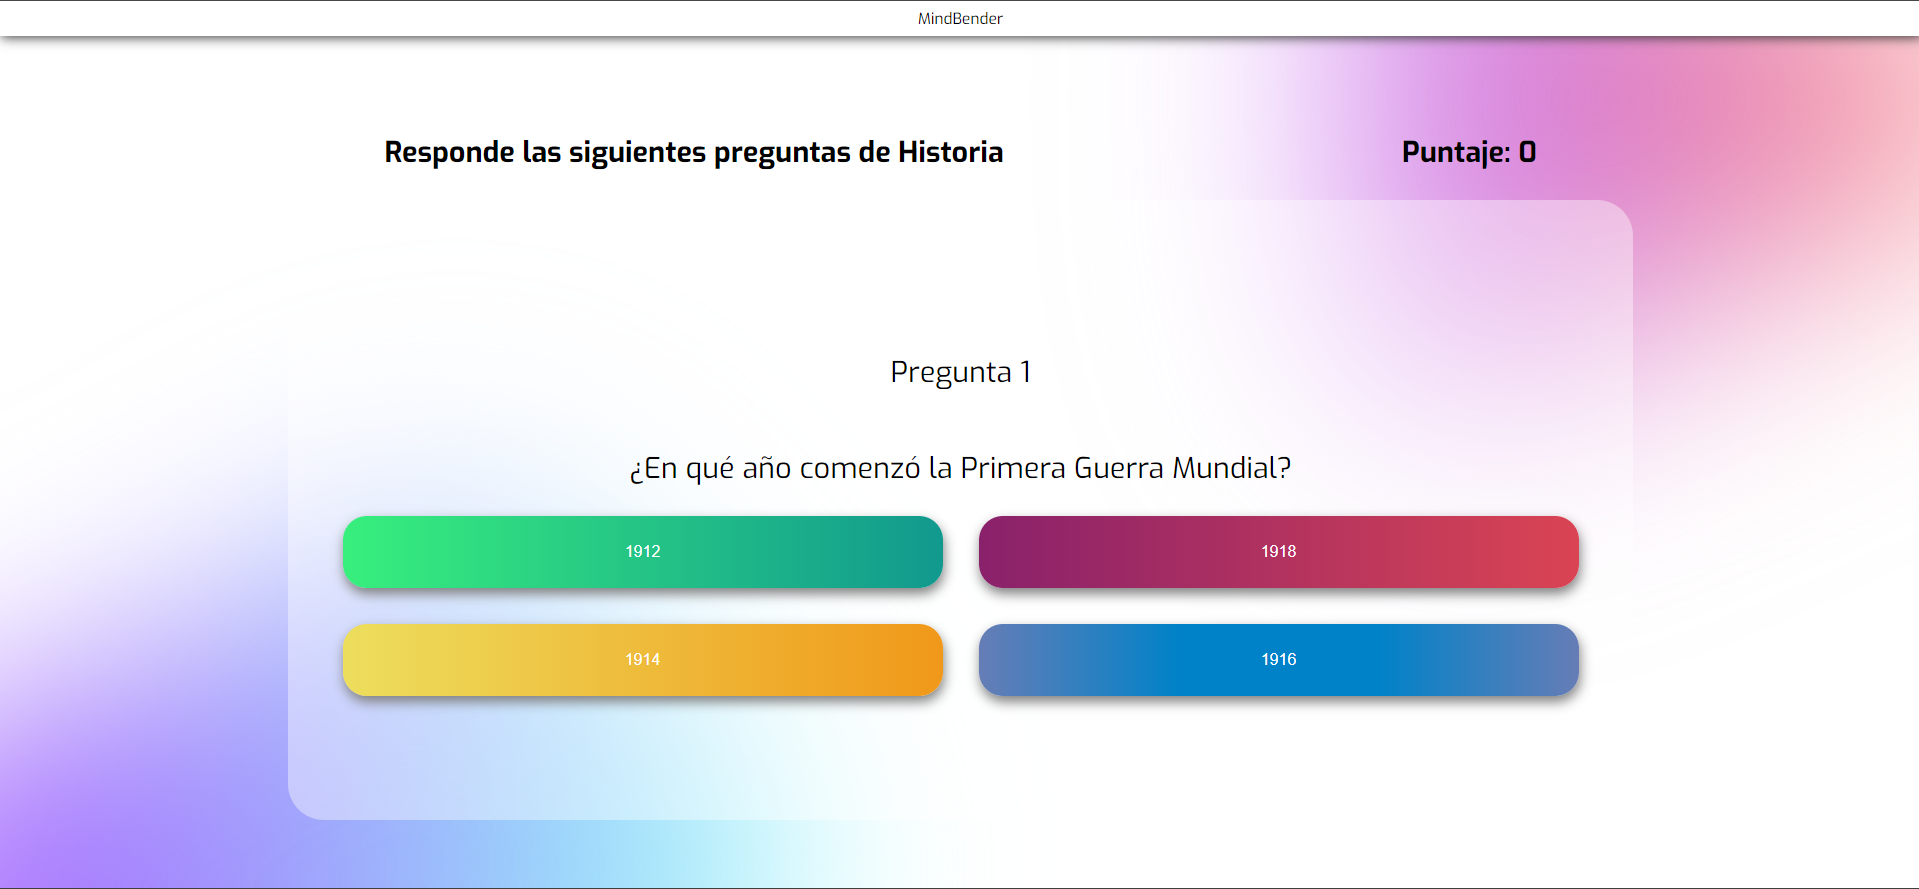 MindBender
Responde las siguientes preguntas de Historia
Puntaje: 0
Pregunta 1
¿En qué año comenzó la Primera Guerra Mundial?
1912
1918
1914
1916